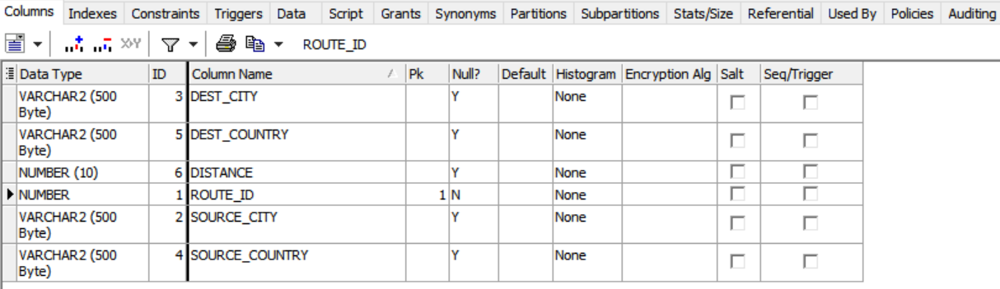 Columns Indexes Constraints Triggers Data Script Grants Synonyms Partitions Subpartitions Stats/Size Referential Used By Policies Auditing
X›Y ROUTE_ID
Data Type ID Column Name Pk Null? Default Histogram Encryption Alg Salt Seq/Trigger
VARCHAR2 (500 3 DEST_CITY Y None
Byte)
VARCHAR2 (500 5 DEST_COUNTRY Y None
Byte)
NUMBER (10) 6 DISTANCE Y None
NUMBER 1 ROUTE_ID 1 N None
VARCHAR2 (500 2 SOURCE_CITY Y None
Byte)
VARCHAR2 (500 4 SOURCE_COUNTRY Y None
Byte)